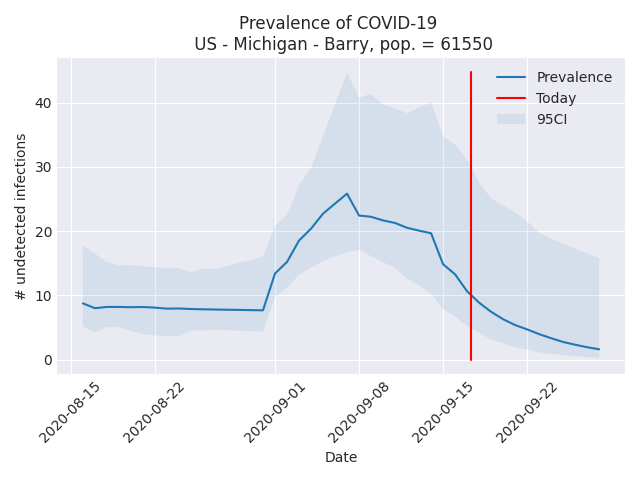 Prevalence of COVID-19
US - Michigan - Barry, pop. = 61550
Prevalence
Today
95CI
# undetected infections
40
30
20
10
0
2020-08-15
2020-08-22
2020-09-01
2020-09-08
2020-09-15
2020-09-22
Date